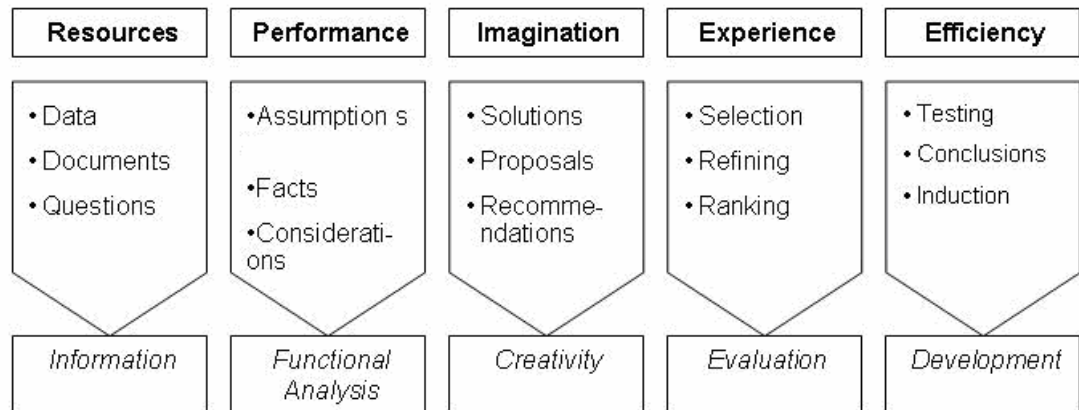 Resources
Performance
Imagination
Experience
Efficiency
• Data
• Documents
• Questions
• Assumption s
• Facts
• Considerati-
ons
• Solutions
• Proposals
• Recomme-
ndations
• Selection
• Refining
• Ranking
• Testing
• Conclusions
• Induction
Information
Functional
Analysis
Creativity
Evaluation
Development